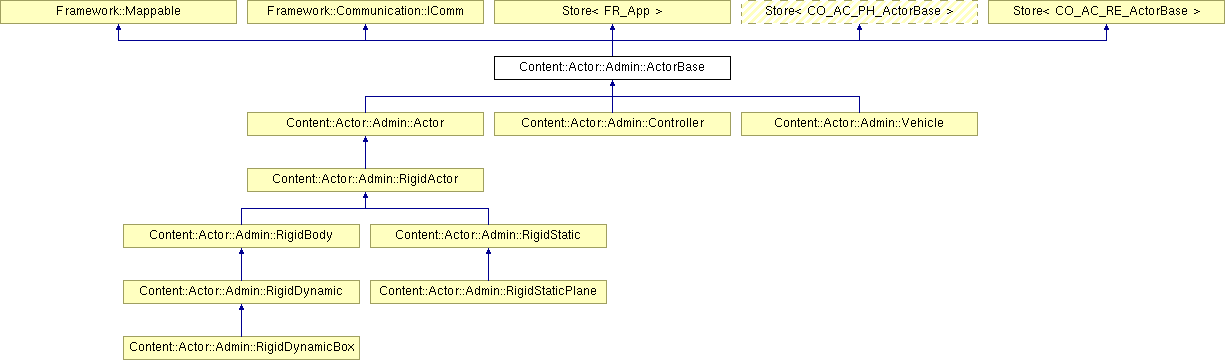 Framework::Mappable
Framework::Communication::IComm
Store< FR_App >
Store< CO_AC_PH_ActorBase >
Store< CO_AC_RE_ActorBase >
Content::Actor::Admin::ActorBase
Content::Actor::Admin::Actor
Content::Actor::Admin::Controller
Content::Actor::Admin::Vehicle
Content::Actor::Admin::RigidActor
Content::Actor::Admin::RigidBody
Content::Actor::Admin::RigidStatic
Content::Actor::Admin::RigidDynamic
Content::Actor::Admin::RigidStaticPlane
Content::Actor::Admin::RigidDynamicBox